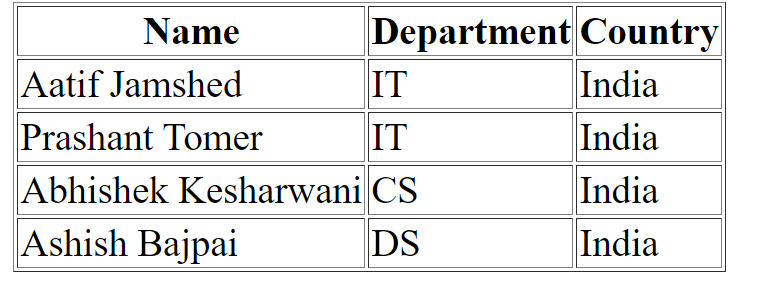 Name Department Country
Aatif Jamshed IT India
Prashant Tomer IT India
Abhishek Kesharwani CS India
Ashish Bajpai DS India